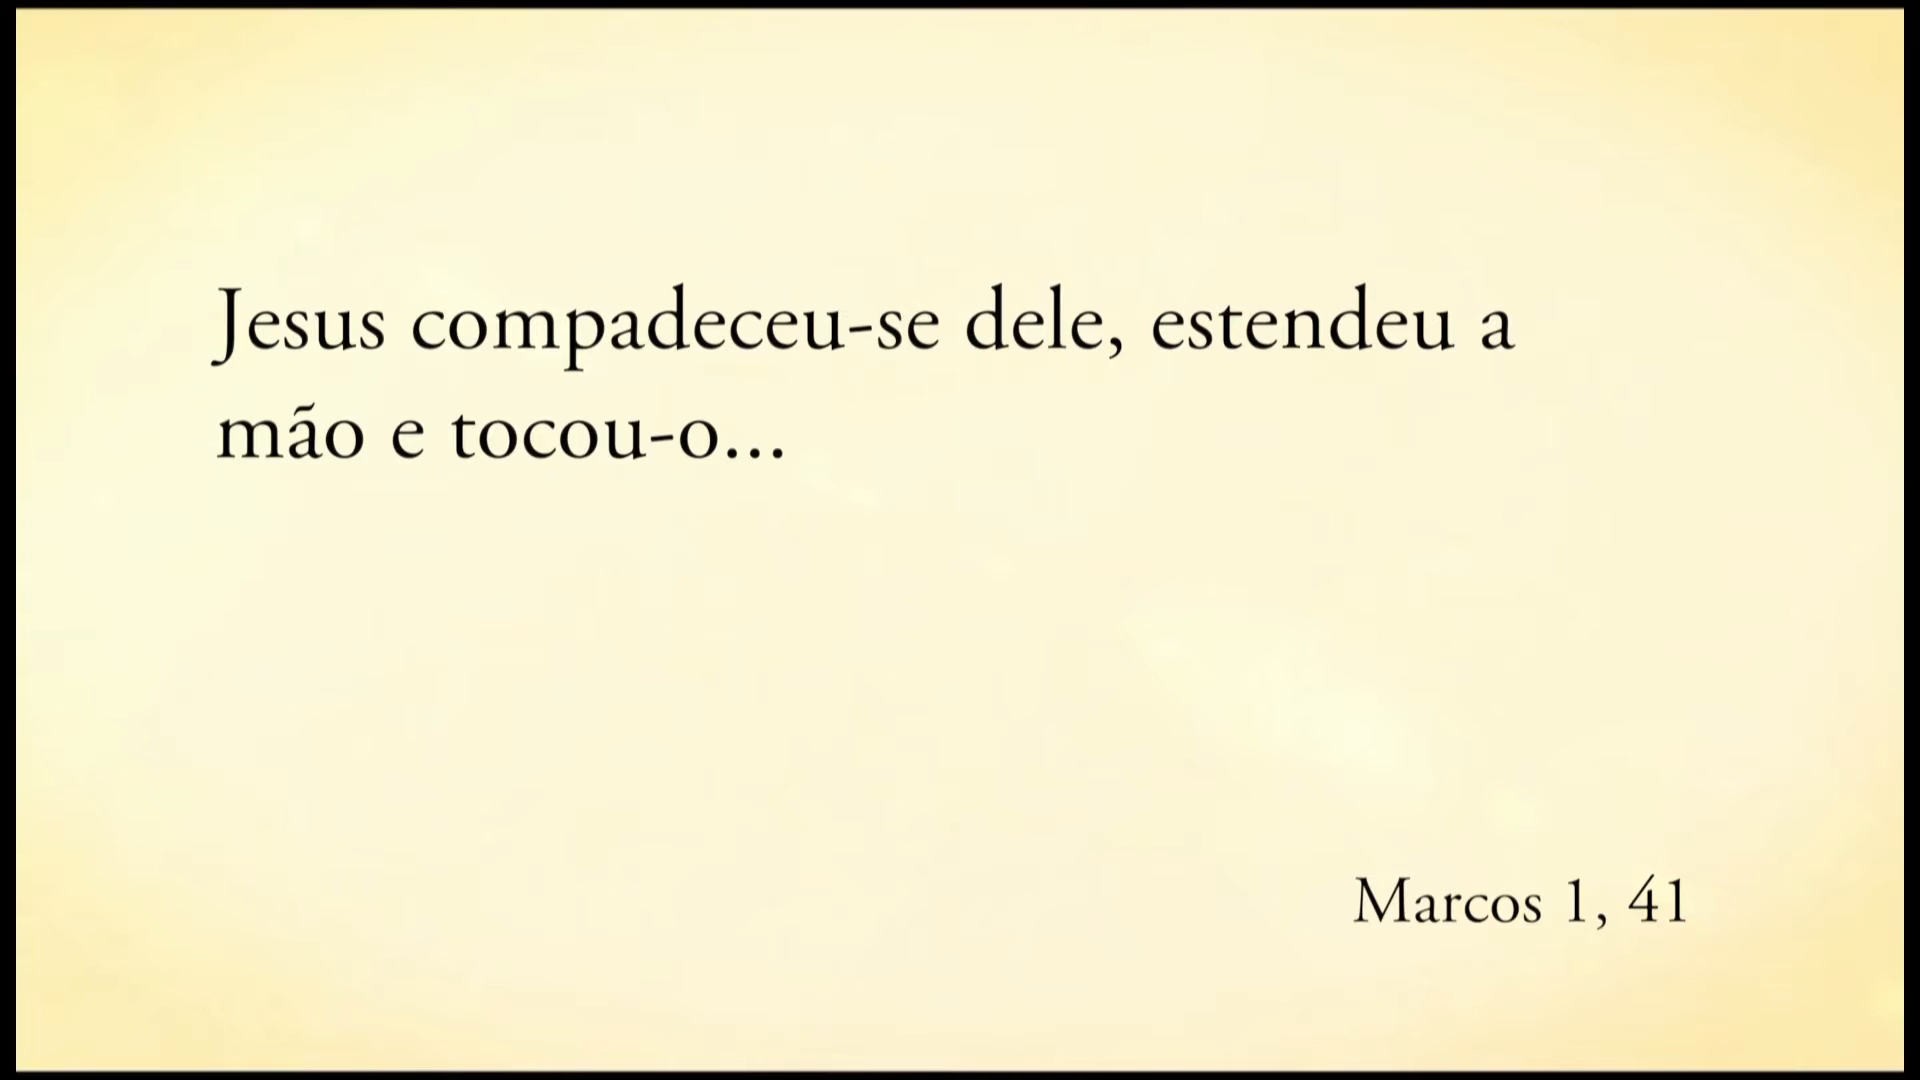 Jesus compadeceu-se dele, estendeu a
mão e tocou-o...
Marcos 1, 41